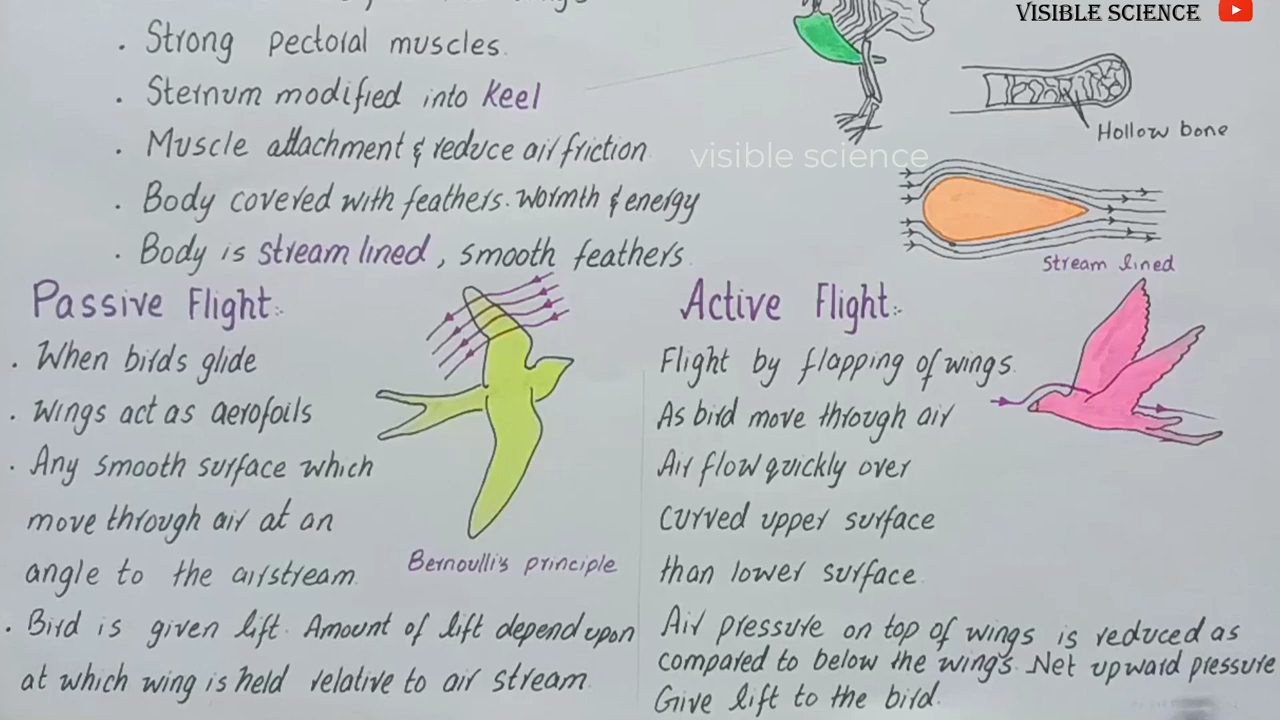 VISIBLE SCIENCE
. Strong pectoral muscles.
. Sternum modified into Keel
. Muscle attachment & reduce air friction
. Body covered with feathers. Wormth & energy
. Body is stream lined, smooth feathers
visible science
Hollow bone
Stream lined
Passive Flight:-
. When birds glide
. Wings act as aerofoils
. Any smooth surface which
move through air at an
angle to the airstream.
Bernoulli's principle
. Bird is given lift. Amount of lift depend upon
at which wing is held relative to air stream.
Active Flight:-
Flight by flapping of wings.
As bird move through air
Air flow quickly over
curved upper surface
than lower surface.
Air pressure on top of wings is reduced as
compared to below the wings. Net upward pressure
Give lift to the bird.